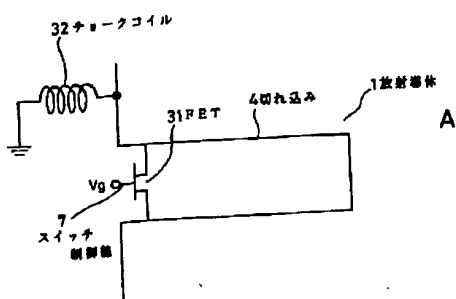 32チョークコイル
1放射導体
4切れ込み
31FET
A
Vg
7
スイッチ
制御線